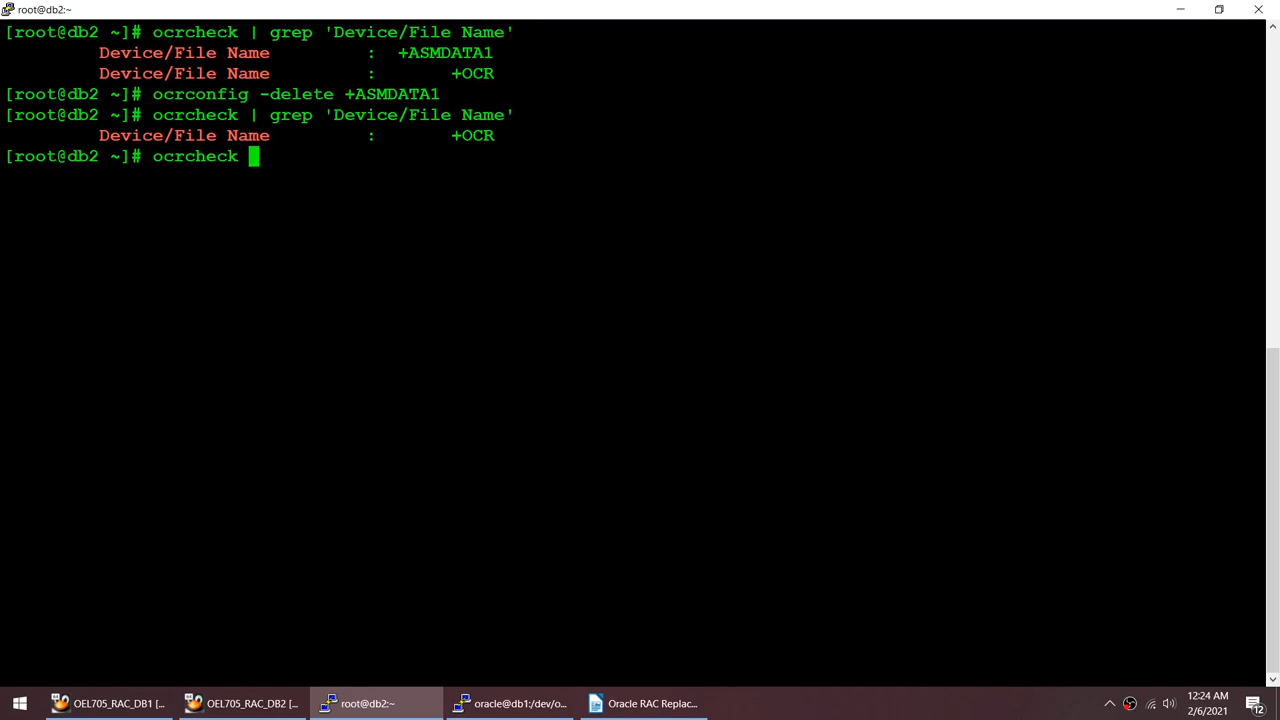 root@db2:~
[root@db2 ~]# ocrcheck | grep 'Device/File Name'
Device/File Name : +ASMDATA1
Device/File Name : +OCR
[root@db2 ~]# ocrconfig -delete +ASMDATA1
[root@db2 ~]# ocrcheck | grep 'Device/File Name'
Device/File Name : +OCR
[root@db2 ~]# ocrcheck
OEL705_RAC_DB1 [... OEL705_RAC_DB2 [... root@db2:~ oracle@db1:/dev/o... Oracle RAC Replac... 12:24 AM
2/6/2021 12